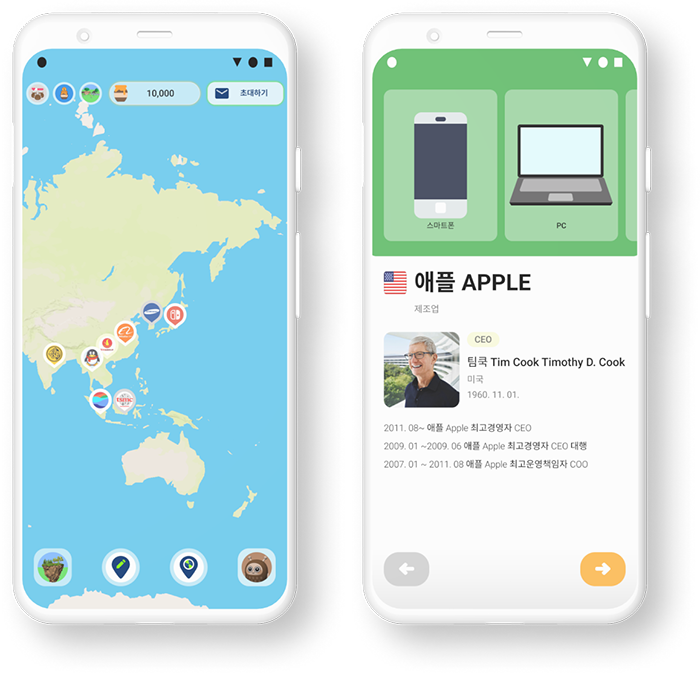 10,000
초대하기
스마트폰
PC
애플 APPLE
제조업
CEO
팀쿡 Tim Cook Timothy D. Cook
미국
1960. 11. 01.
2011. 08~ 애플 Apple 최고경영자 CEO
2009. 01 ~2009. 06 애플 Apple 최고경영자 CEO 대행
2007. 01 ~ 2011. 08 애플 Apple 최고운영책임자 COO